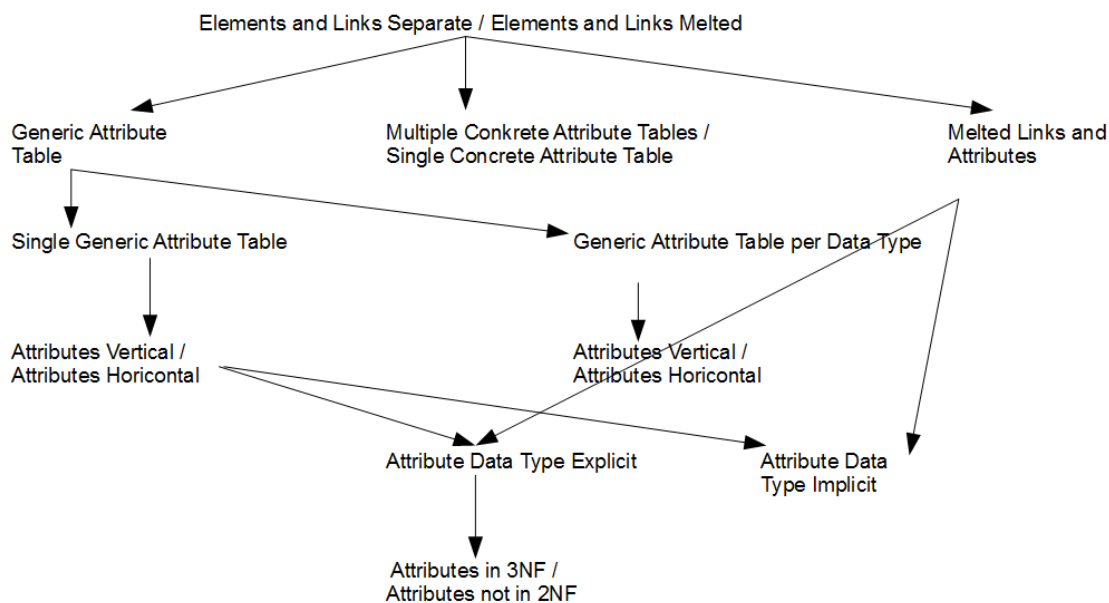 Elements and Links Separate / Elements and Links Melted
Generic Attribute
Table
Multiple Conkrete Attribute Tables /
Single Concrete Attribute Table
Melted Links and
Attributes
Single Generic Attribute Table
Generic Attribute Table per Data Type
Attributes Vertical /
Attributes Horicontal
Attributes Vertical /
Attributes Horicontal
Attribute Data Type Explicit
Attribute Data
Type Implicit
Attributes in 3NF /
Attributes not in 2NF